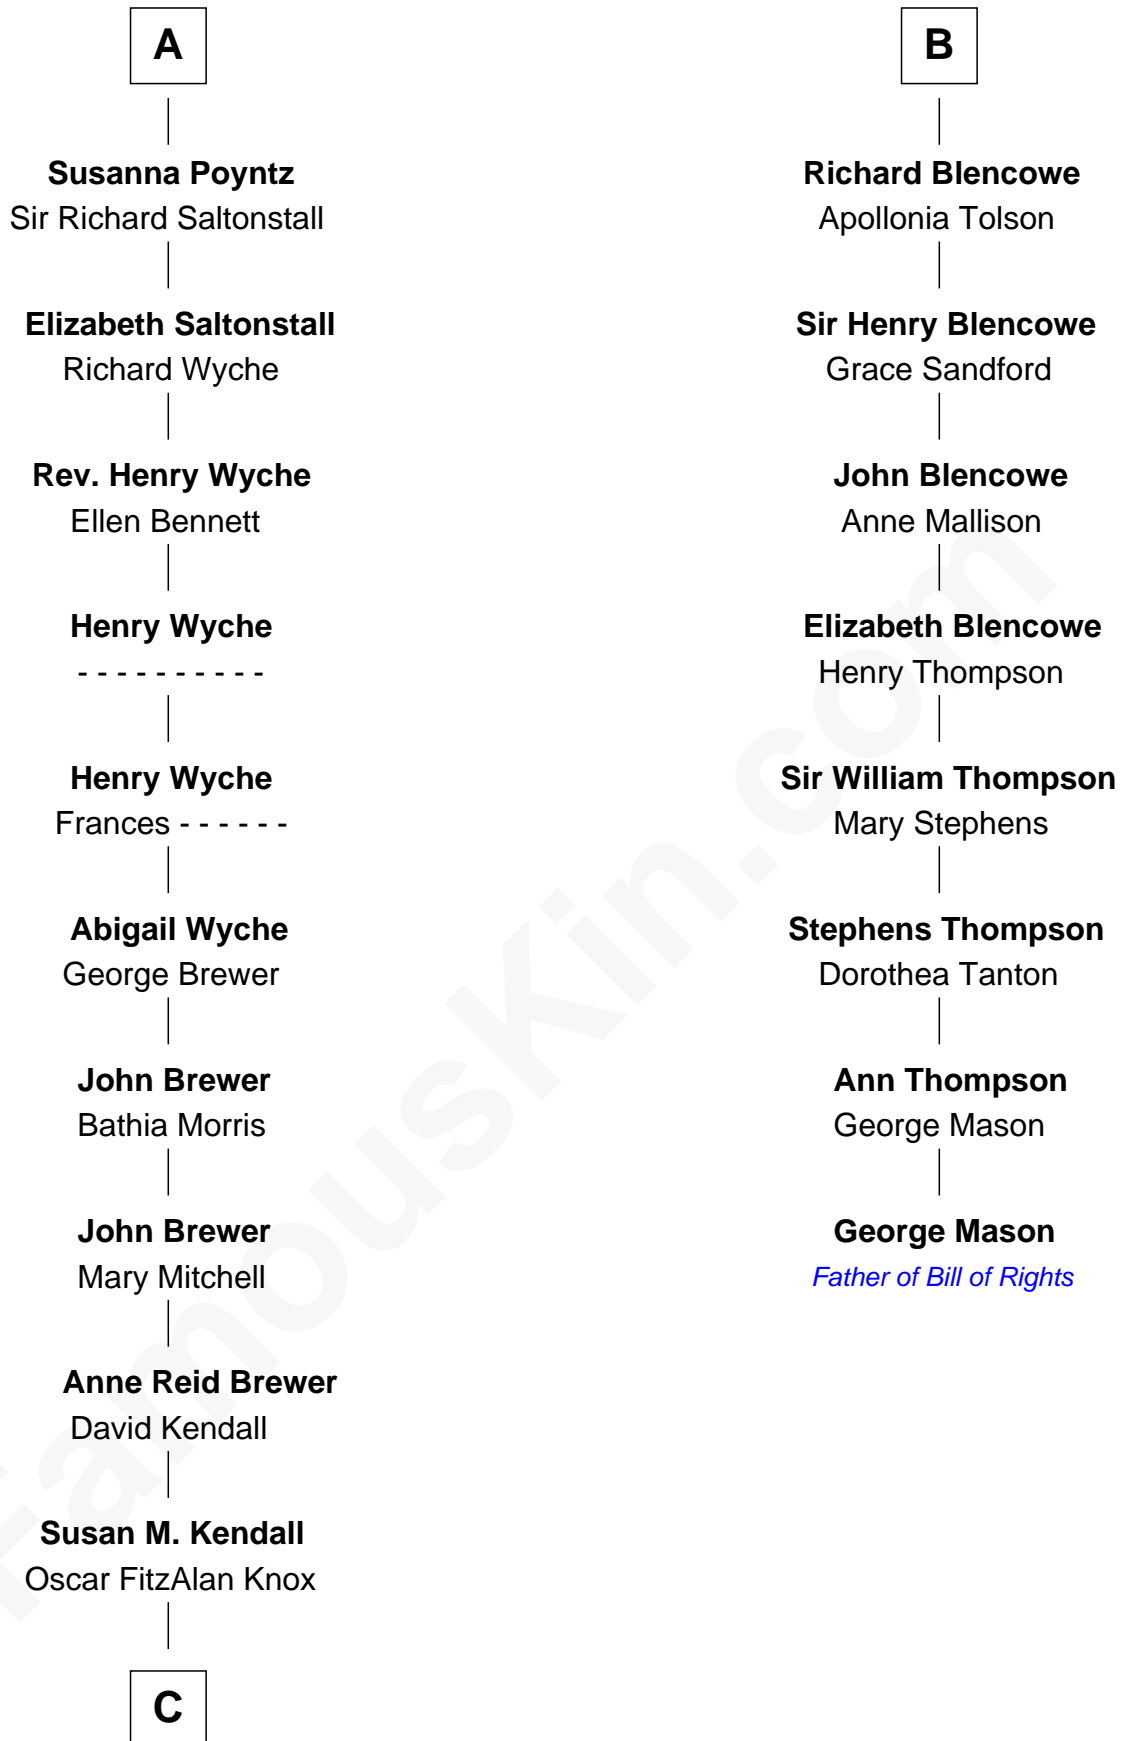 A
Susanna Poyntz
Sir Richard Saltonstall
Elizabeth Saltonstall
Richard Wyche
Rev. Henry Wyche
Ellen Bennett
Henry Wyche
- - - - - - - - - -
Henry Wyche
Frances - - - - - -
Abigail Wyche
George Brewer
John Brewer
Bathia Morris
John Brewer
Mary Mitchell
Anne Reid Brewer
David Kendall
Susan M. Kendall
Oscar FitzAlan Knox
C
B
Richard Blencowe
Apollonia Tolson
Sir Henry Blencowe
Grace Sandford
John Blencowe
Anne Mallison
Elizabeth Blencowe
Henry Thompson
Sir William Thompson
Mary Stephens
Stephens Thompson
Dorothea Tanton
Ann Thompson
George Mason
George Mason
Father of Bill of Rights
FamousKin.com